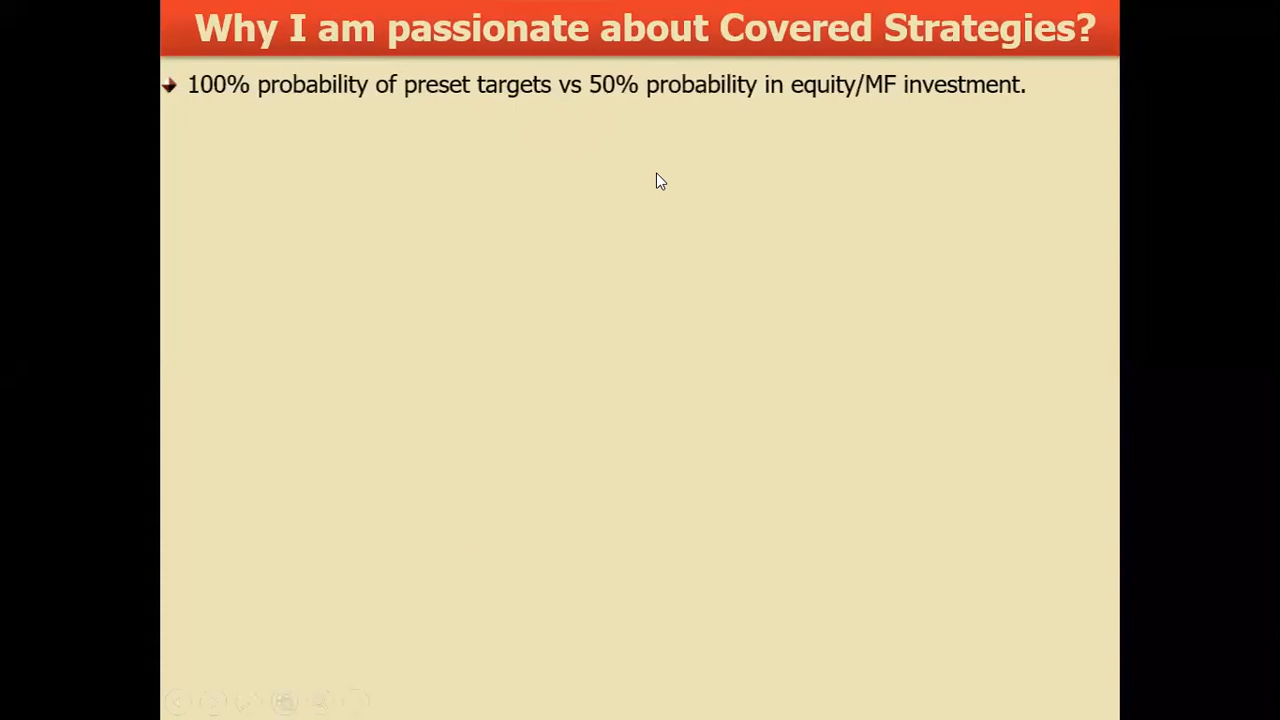 Why I am passionate about Covered Strategies?
100% probability of preset targets vs 50% probability in equity/MF investment.